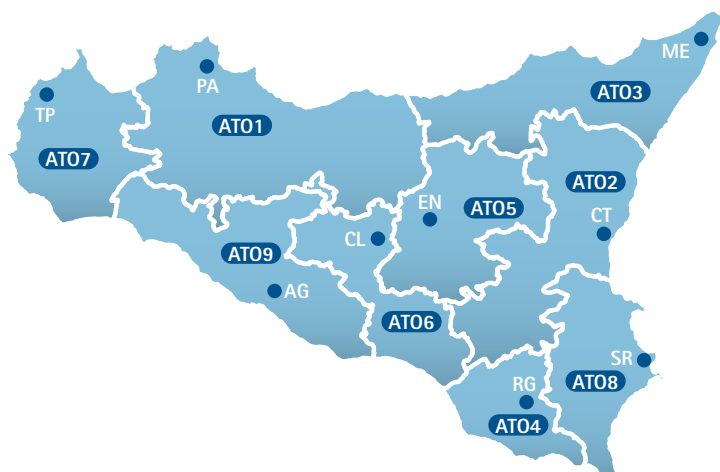 ME
PA
ATO3
TP
ATO1
ATO7
ATO2
ATO5
EN
CT
CL
ATO9
AG
ATO6
SR
ATO8
RG
ATO4